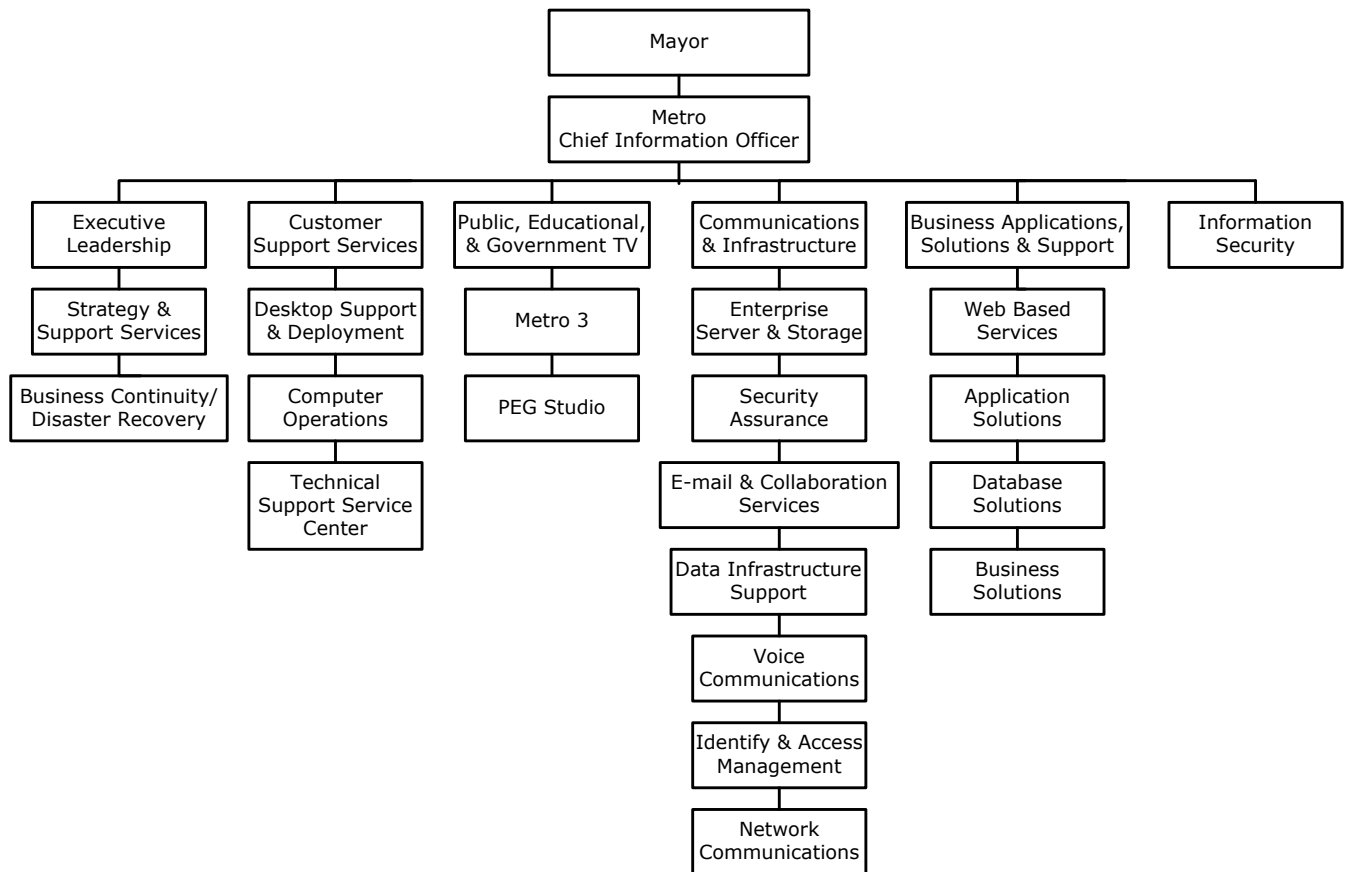 Mayor
Metro
Chief Information Officer
Executive
Leadership
Strategy &
Support Services
Business Continuity/
Disaster Recovery
Customer
Support Services
Desktop Support
& Deployment
Computer
Operations
Technical
Support Service
Center
Public, Educational,
& Government TV
Metro 3
PEG Studio
Communications
& Infrastructure
Enterprise
Server & Storage
Security
Assurance
E-mail & Collaboration
Services
Data Infrastructure
Support
Voice
Communications
Identify & Access
Management
Network
Communications
Business Applications,
Solutions & Support
Web Based
Services
Application
Solutions
Database
Solutions
Business
Solutions
Information
Security